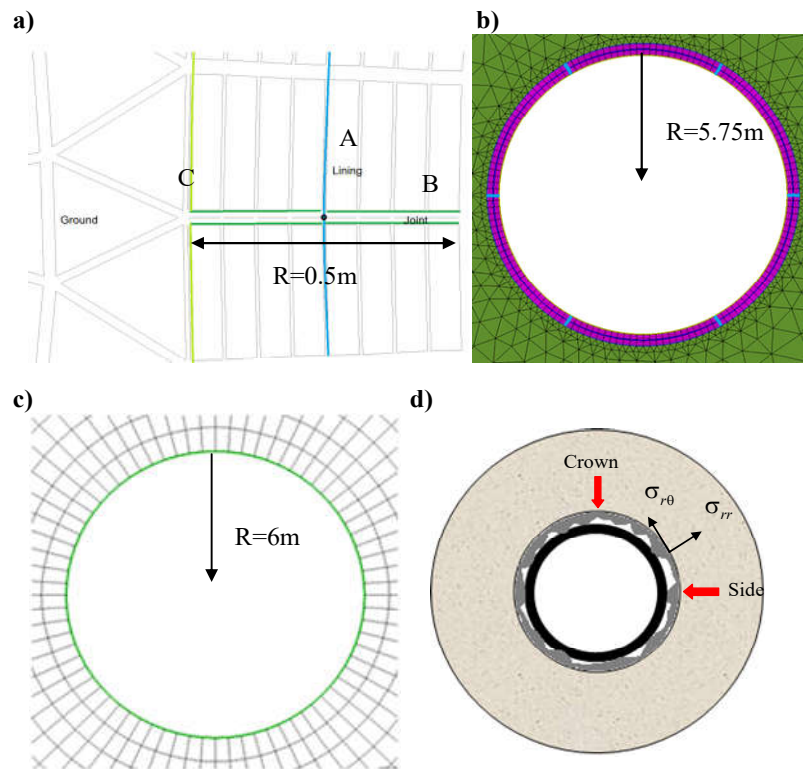 a)
A
Lining
C
B
Ground
Joint
R=0.5m
b)
R=5.75m
c)
R=6m
d)
Crown
σrθ
σrr
Side